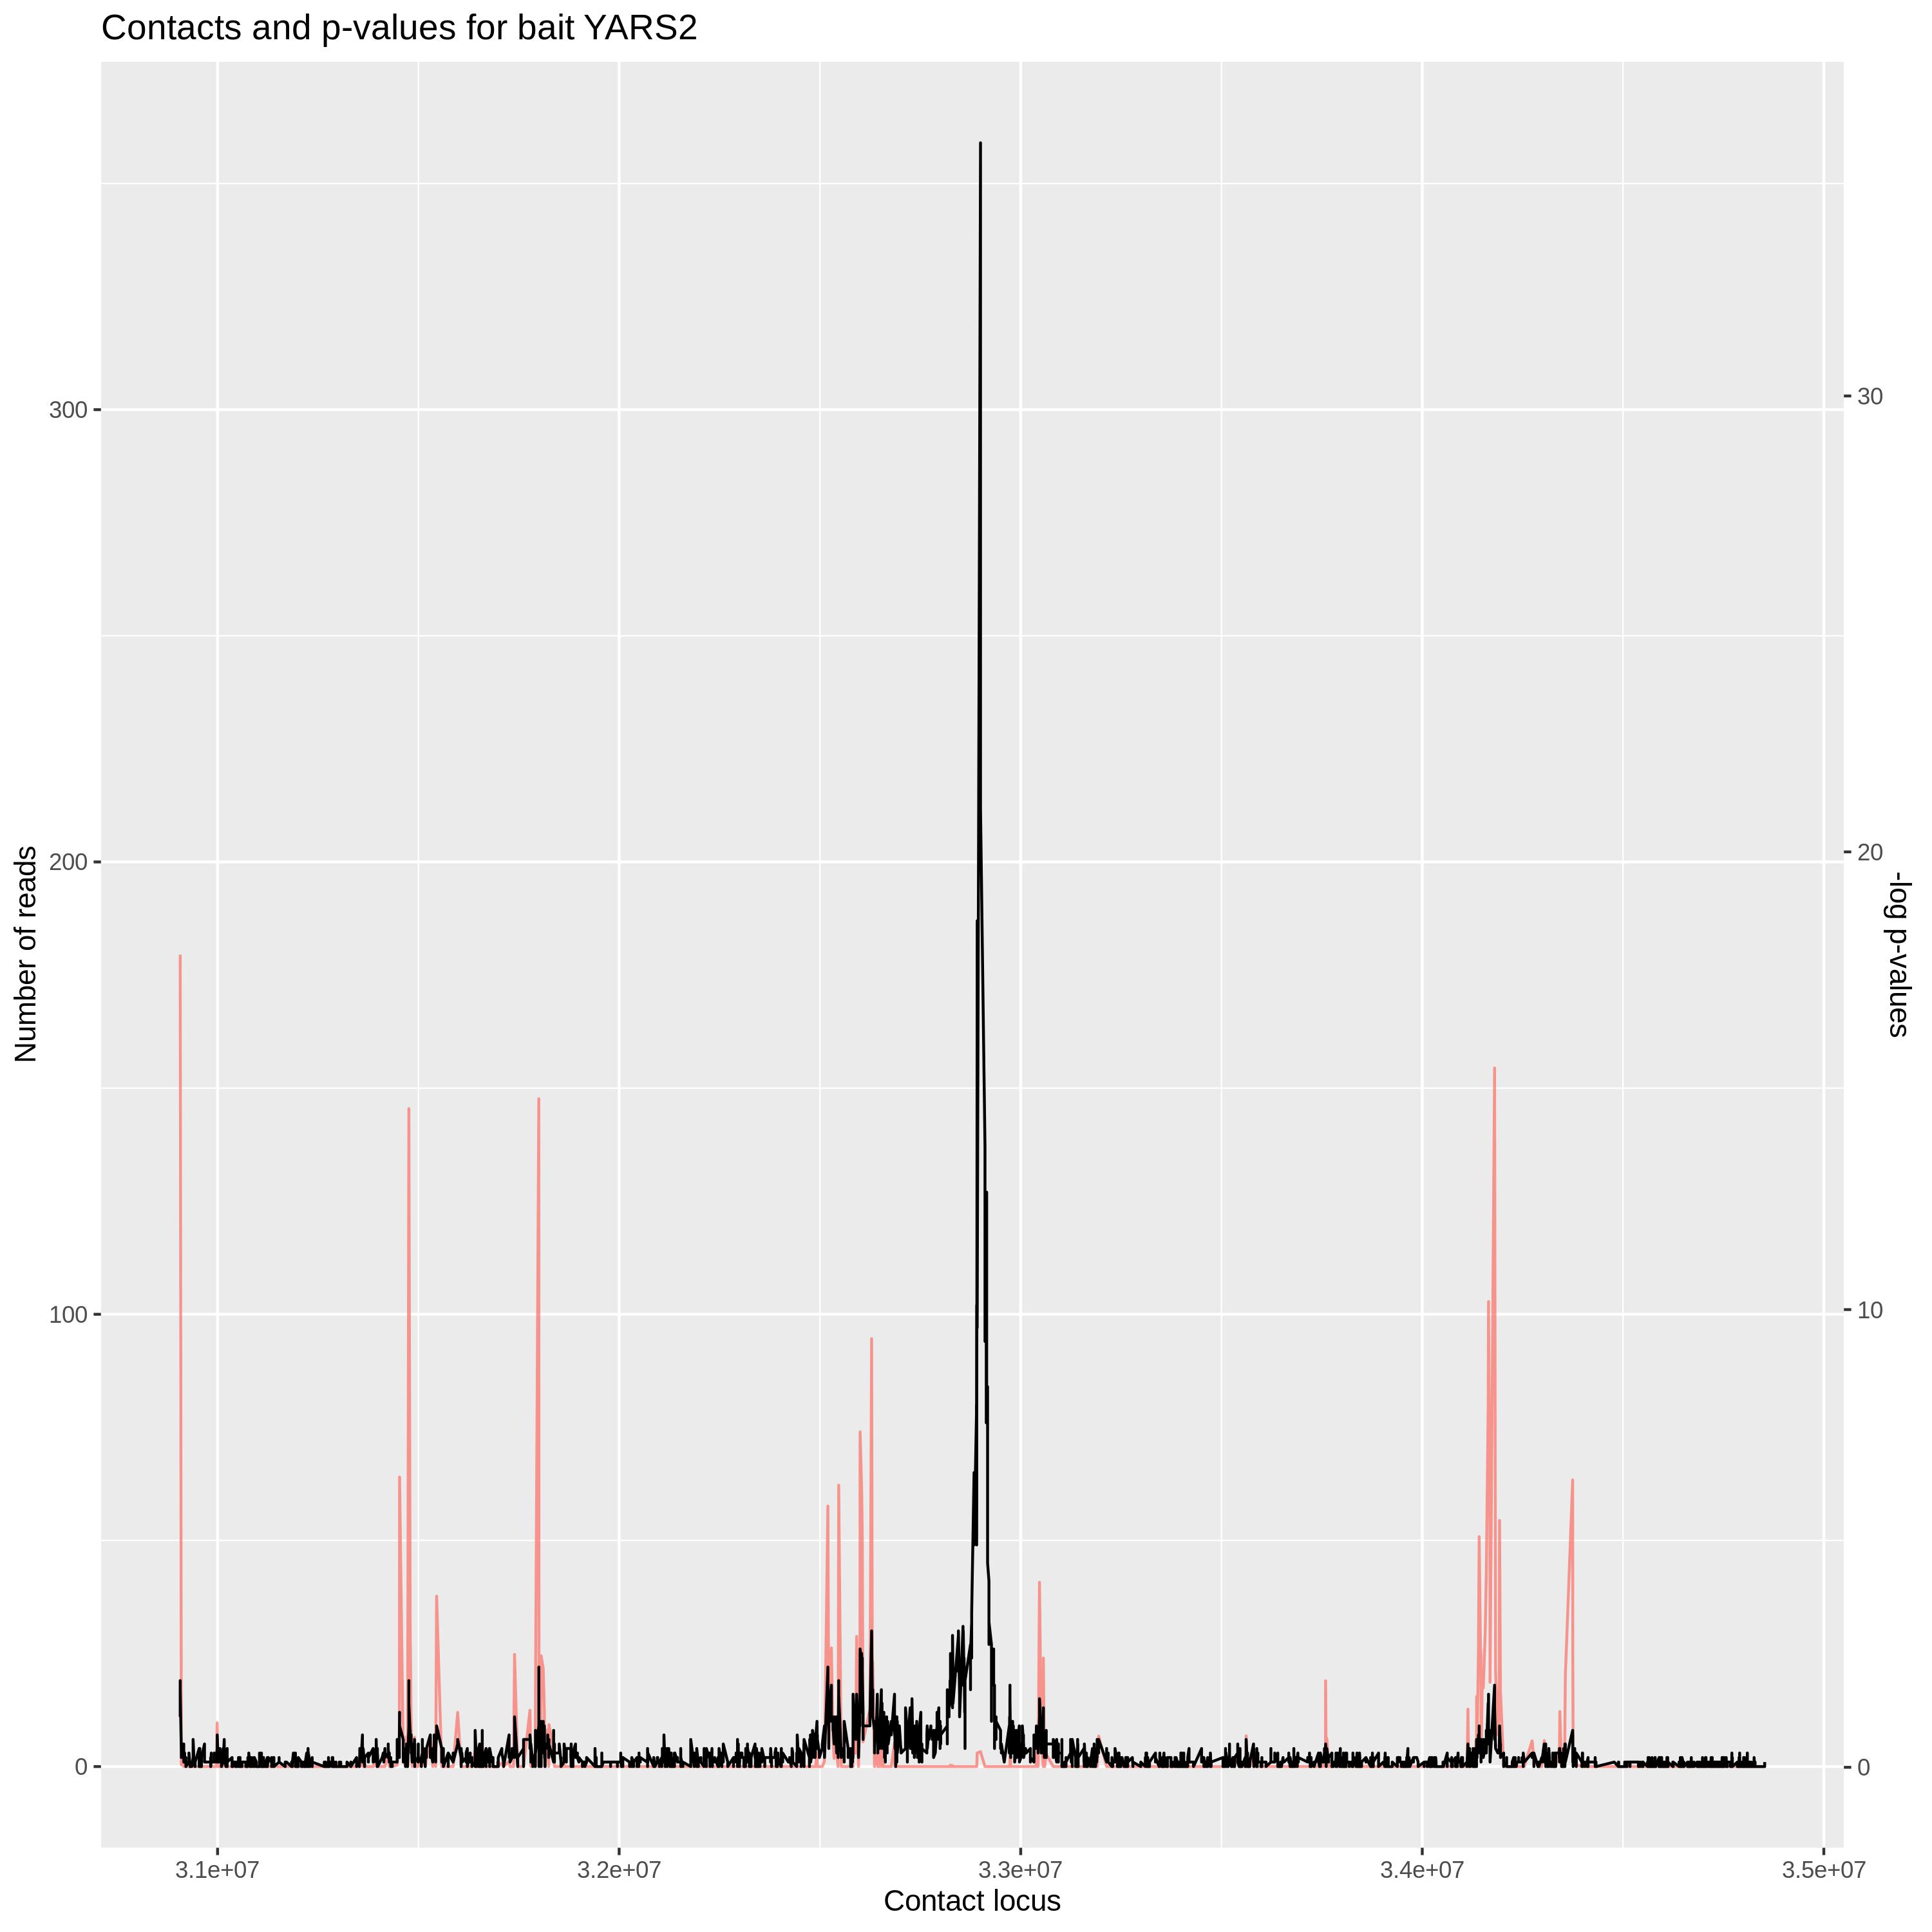 Contacts and p-values for bait YARS2
Number of reads
300
200
100
0
30
20
10
0
-log p-values
3.1e+07 3.2e+07 3.3e+07 3.4e+07 3.5e+07
Contact locus